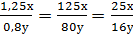 1,25x/0,8y = 125x/80y = 25x/16y